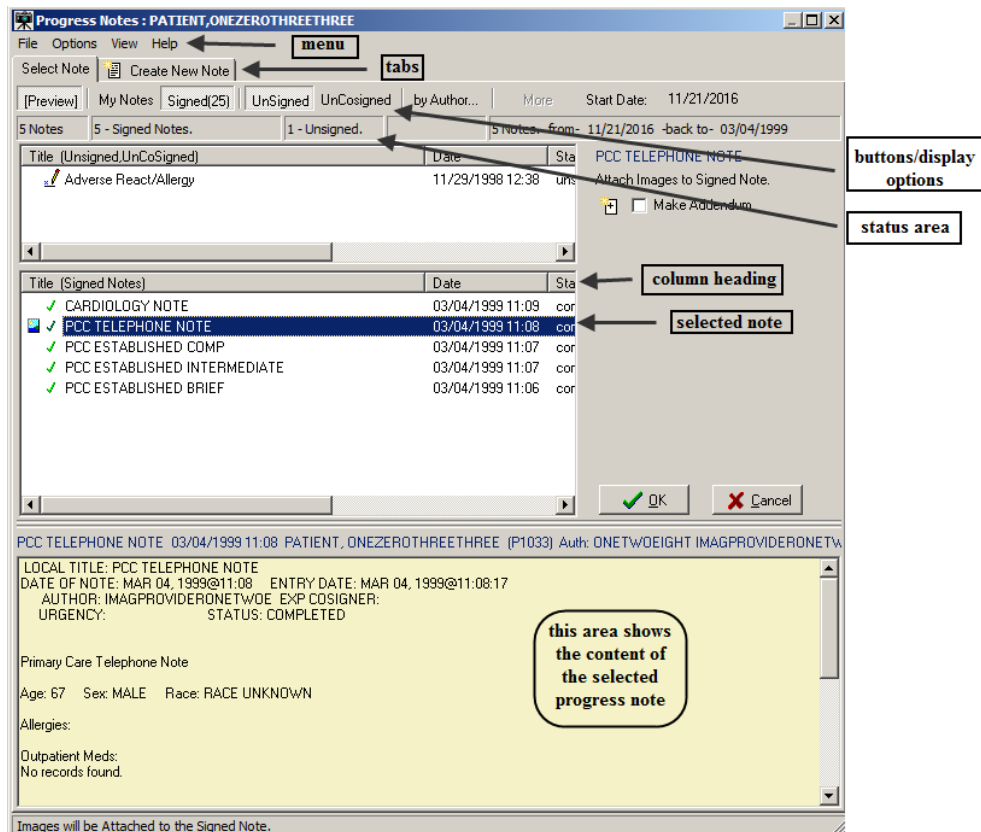 Progress Notes : PATIENT,ONEZEROTHREETHREE
File Options View Help
menu
Select Note Create New Note
tabs
[Preview] My Notes Signed(25) UnSigned UnCosigned by Author... More Start Date: 11/21/2016
5 Notes 5 - Signed Notes. 1 - Unsigned. 5 Notes. from- 11/21/2016 -back to- 03/04/1999
buttons/display
options
status area
Title (Unsigned,UnCoSigned) Date Sta
Adverse React/Allergy 11/29/1998 12:38 uns
PCC TELEPHONE NOTE
Attach Images to Signed Note.
Make Addendum
Title (Signed Notes) Date Sta
column heading
CARDIOLOGY NOTE 03/04/1999 11:09 cor
PCC TELEPHONE NOTE 03/04/1999 11:08 cor
selected note
PCC ESTABLISHED COMP 03/04/1999 11:07 cor
PCC ESTABLISHED INTERMEDIATE 03/04/1999 11:07 cor
PCC ESTABLISHED BRIEF 03/04/1999 11:06 cor
OK Cancel
PCC TELEPHONE NOTE 03/04/1999 11:08 PATIENT, ONEZEROTHREETHREE (P1033) Auth: ONETWOEIGHT IMAGPROVIDERONETW
LOCAL TITLE: PCC TELEPHONE NOTE
DATE OF NOTE: MAR 04, 1999@11:08 ENTRY DATE: MAR 04, 1999@11:08:17
AUTHOR: IMAGPROVIDERONETWOE EXP COSIGNER:
URGENCY: STATUS: COMPLETED
this area shows
the content of
the selected
progress note
Primary Care Telephone Note
Age: 67 Sex: MALE Race: RACE UNKNOWN
Allergies:
Outpatient Meds:
No records found.
Images will be Attached to the Signed Note.